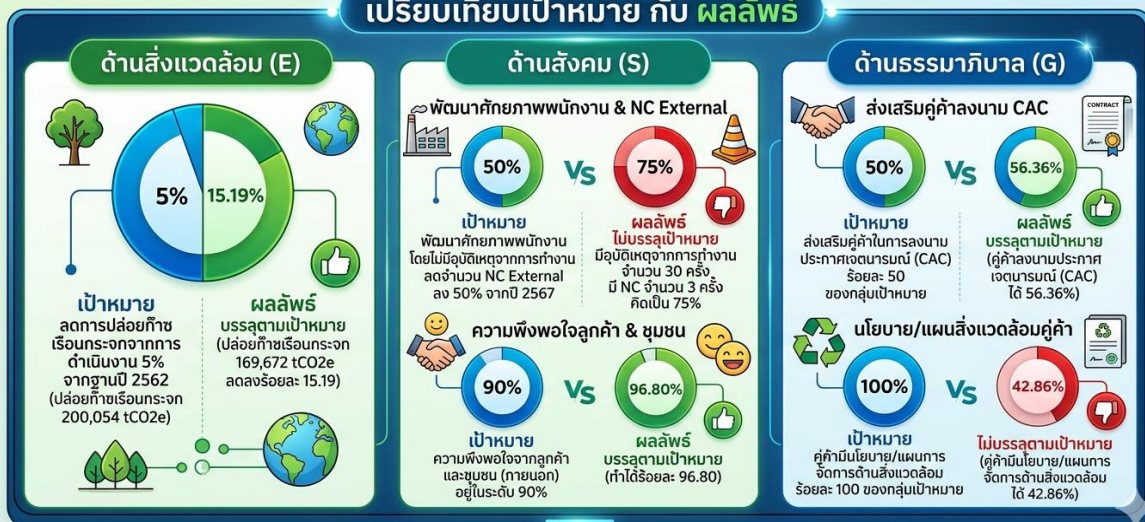 เปรียบเทียบเป้าหมาย กับ ผลลัพธ์
ด้านสิ่งแวดล้อม (E)
5%
15.19%
เป้าหมาย
ลดการปล่อยก๊าซ
เรือนกระจกจากการ
ดำเนินงาน 5%
จากฐานปี 2562
(ปล่อยก๊าซเรือนกระจก
200,054 tCO2e)
ผลลัพธ์
บรรลุตามเป้าหมาย
(ปล่อยก๊าซเรือนกระจก
169,672 tCO2e
ลดลงร้อยละ 15.19)
ด้านสังคม (S)
พัฒนาศักยภาพพนักงาน & NC External
50%
VS
75%
เป้าหมาย
พัฒนาศักยภาพพนักงาน
โดยไม่มีอุบัติเหตุจากการทำงาน
ลดจำนวน NC External
ลง 50% จากปี 2567
ผลลัพธ์
ไม่บรรลุเป้าหมาย
มีอุบัติเหตุจากการทำงาน
จำนวน 30 ครั้ง
มี NC จำนวน 3 ครั้ง
คิดเป็น 75%
ความพึงพอใจลูกค้า & ชุมชน
90%
VS
96.80%
เป้าหมาย
ความพึงพอใจจากลูกค้า
และชุมชน (ภายนอก)
อยู่ในระดับ 90%
ผลลัพธ์
บรรลุตามเป้าหมาย
(ทำได้ร้อยละ 96.80)
ด้านธรรมาภิบาล (G)
ส่งเสริมคู่ค้าลงนาม CAC
CONTRACT
50%
VS
56.36%
เป้าหมาย
ส่งเสริมคู่ค้าในการลงนาม
ประกาศเจตนารมณ์ (CAC)
ร้อยละ 50
ของกลุ่มเป้าหมาย
ผลลัพธ์
บรรลุตามเป้าหมาย
(คู่ค้าลงนามประกาศ
เจตนารมณ์ (CAC)
ได้ 56.36%)
นโยบาย/แผนสิ่งแวดล้อมคู่ค้า
100%
VS
42.86%
เป้าหมาย
คู่ค้ามีนโยบาย/แผนการ
จัดการด้านสิ่งแวดล้อม
ร้อยละ 100 ของกลุ่มเป้าหมาย
ไม่บรรลุตามเป้าหมาย
(คู่ค้ามีนโยบาย/แผนการ
จัดการด้านสิ่งแวดล้อม
ได้ 42.86%)